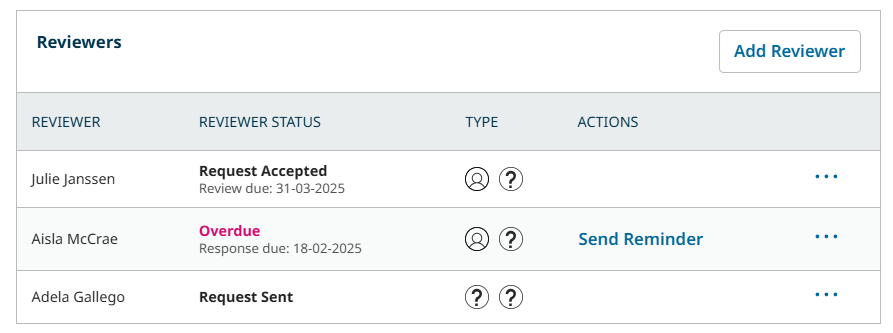 Reviewers
Add Reviewer
REVIEWER REVIEWER STATUS TYPE ACTIONS
Julie Janssen Request Accepted ? ...
Review due: 31-03-2025
Aisla McCrae Overdue ? Send Reminder ...
Response due: 18-02-2025
Adela Gallego Request Sent ? ? ...